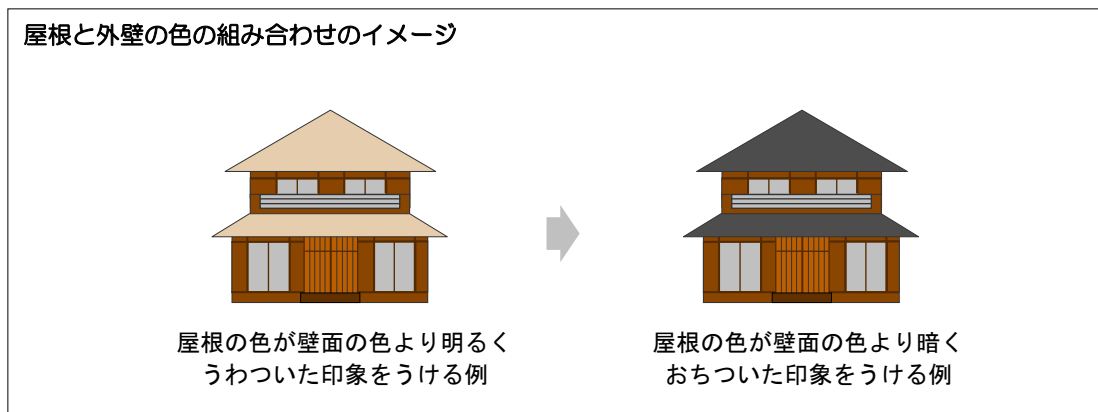 屋根と外壁の色の組み合わせのイメージ
屋根の色が壁面の色より明るく
うわついた印象をうける例
屋根の色が壁面の色より暗く
おちついた印象をうける例